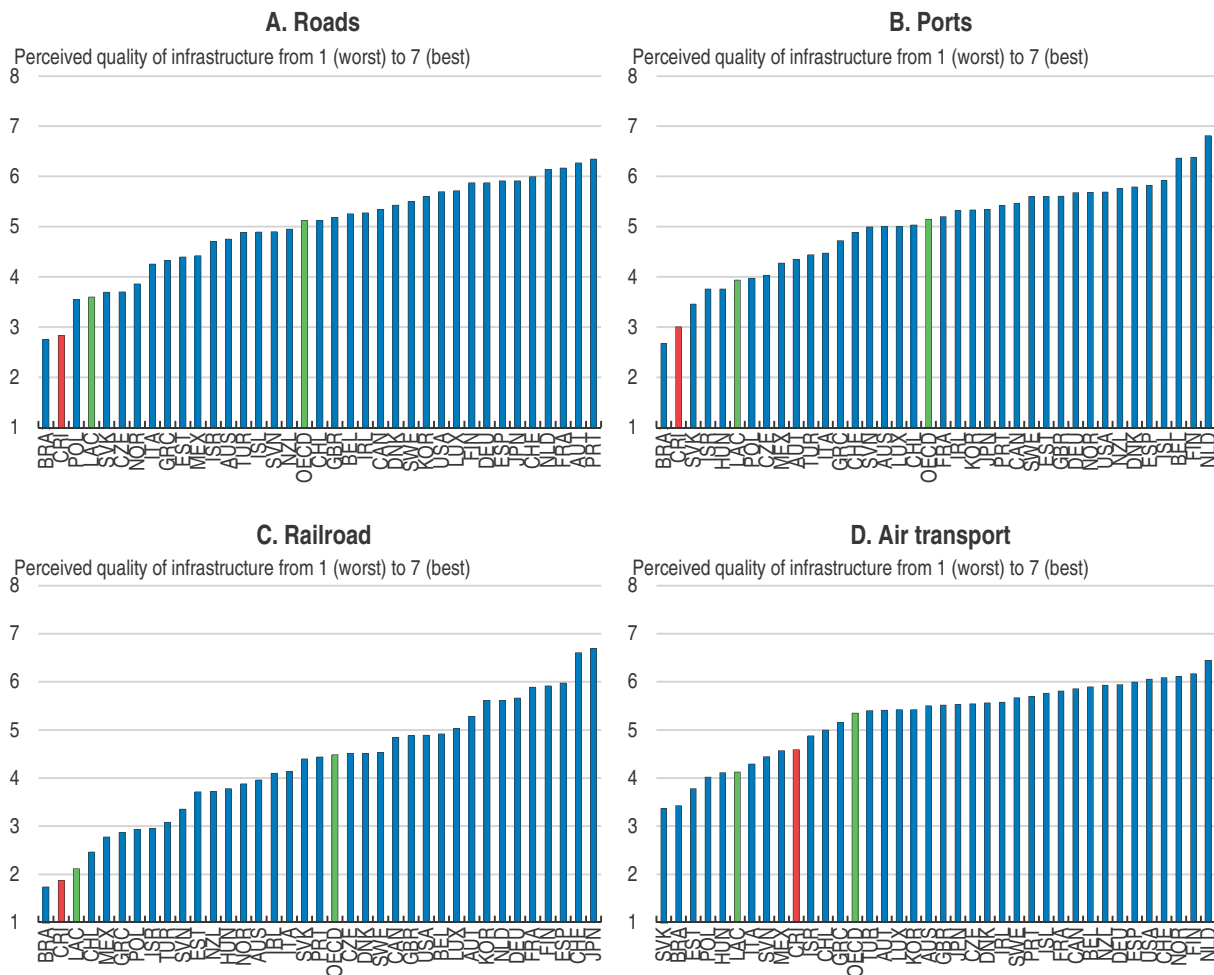 A. Roads
Perceived quality of infrastructure from 1 (worst) to 7 (best)
8
7
6
5
4
3
2
1
BRA
CRI
POL
LAC
SVK
CZE
NOR
ITA
GRC
EST
MEX
ISR
AUS
TUR
ISL
SVN
NZL
OECD
CHL
GBR
BEL
IRL
CAN
DNK
SWE
KOR
USA
LUX
FIN
DEU
ESP
JPN
CHE
NLD
FRA
AUT
PRT
B. Ports
Perceived quality of infrastructure from 1 (worst) to 7 (best)
8
7
6
5
4
3
2
1
BRA
CRI
SVK
ISR
HUN
LAC
POL
CZE
MEX
AUT
TUR
ITA
GRC
CHE
SVN
AUS
LUX
CHL
OECD
FRA
IRL
KOR
JPN
PRT
CAN
SWE
EST
GBR
DEU
NOR
USA
NZL
DNK
ESP
ISL
BEL
FIN
NLD
C. Railroad
Perceived quality of infrastructure from 1 (worst) to 7 (best)
8
7
6
5
4
3
2
1
BRA
CRI
LAC
CHL
MEX
GRC
POL
ISR
TUR
SVN
EST
NZL
HUN
NOR
AUS
IRL
ITA
SVK
PRT
OECD
CZE
DNK
SWE
CAN
GBR
USA
BEL
LUX
AUT
KOR
NLD
DEU
FRA
FIN
ESP
CHE
JPN
D. Air transport
Perceived quality of infrastructure from 1 (worst) to 7 (best)
8
7
6
5
4
3
2
1
SVK
BRA
EST
POL
HUN
LAC
ITA
SVN
MEX
CRI
ISR
CHL
GRC
OECD
TUR
AUT
LUX
KOR
AUS
GBR
JPN
CZE
DNK
IRL
SWE
PRT
ISL
FRA
CAN
BEL
NZL
DEU
ESP
USA
CHE
NOR
FIN
NLD